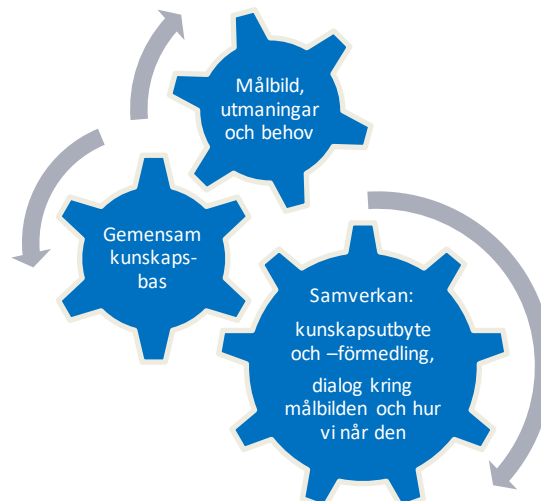 Målbild,
utmaningar
och behov
Gemensam
kunskaps-
bas
Samverkan:
kunskapsutbyte
och –förmedling,
dialog kring
målbilden och hur
vi når den